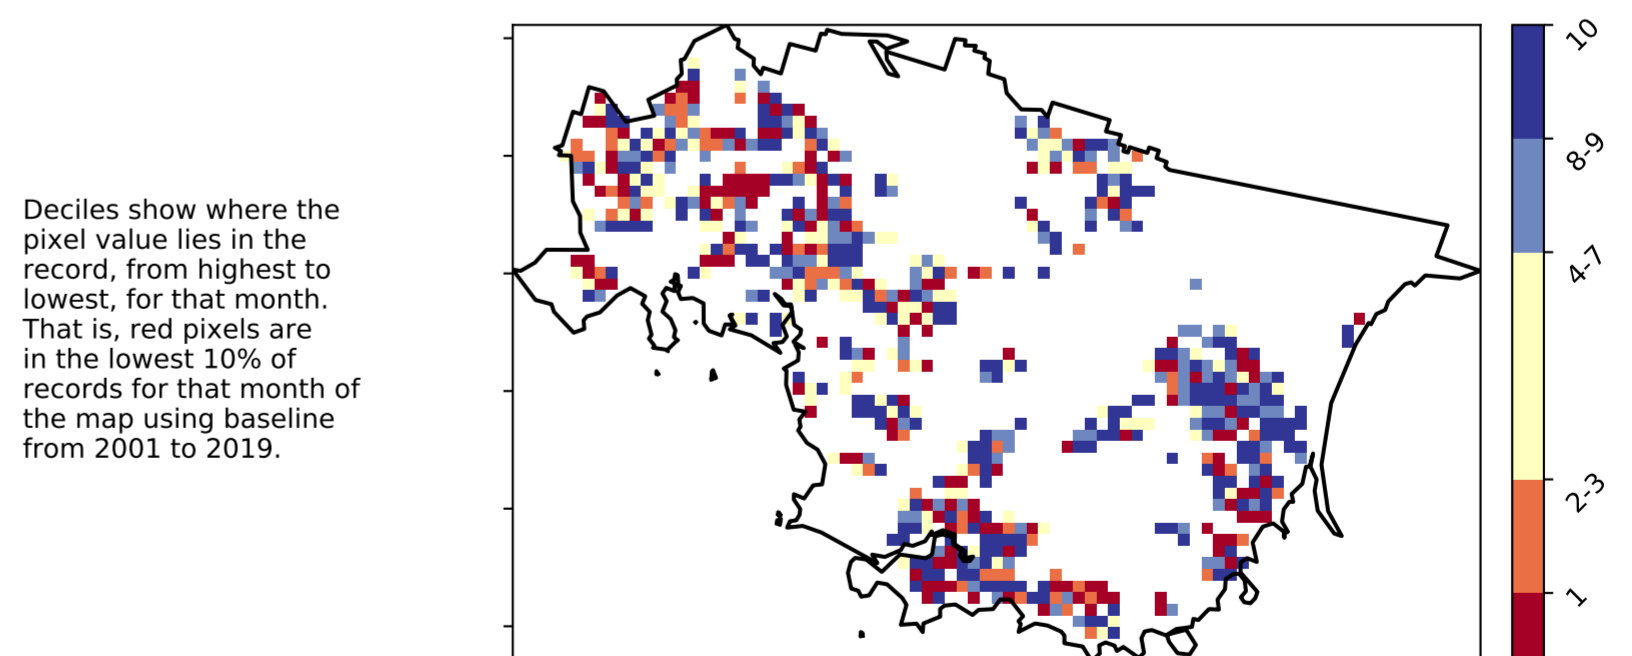 Deciles show where the
pixel value lies in the
record, from highest to
lowest, for that month.
That is, red pixels are
in the lowest 10% of
records for that month of
the map using baseline
from 2001 to 2019.
10
8-9
4-7
2-3
1